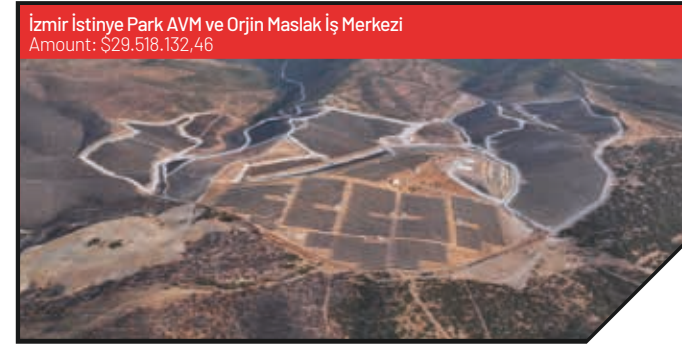 İzmir İstinye Park AVM ve Orjin Maslak İş Merkezi
Amount: $29.518.132,46